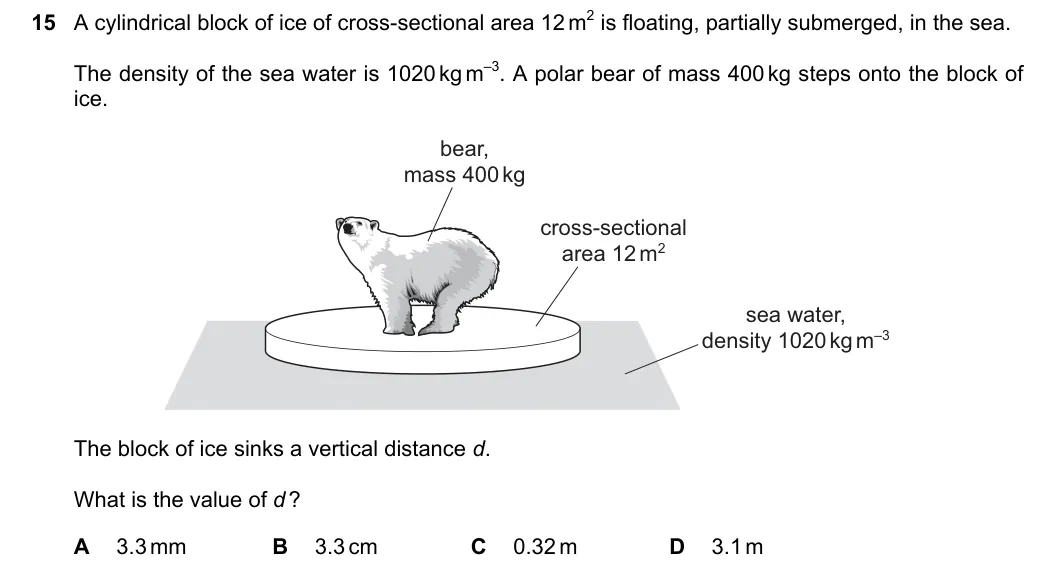 15 A cylindrical block of ice of cross-sectional area 12 m² is floating, partially submerged, in the sea.
The density of the sea water is 1020 kg m⁻³. A polar bear of mass 400 kg steps onto the block of
ice.
bear,
mass 400 kg
cross-sectional
area 12 m²
sea water,
density 1020 kg m⁻³
The block of ice sinks a vertical distance d.
What is the value of d?
A 3.3 mm B 3.3 cm C 0.32 m D 3.1 m